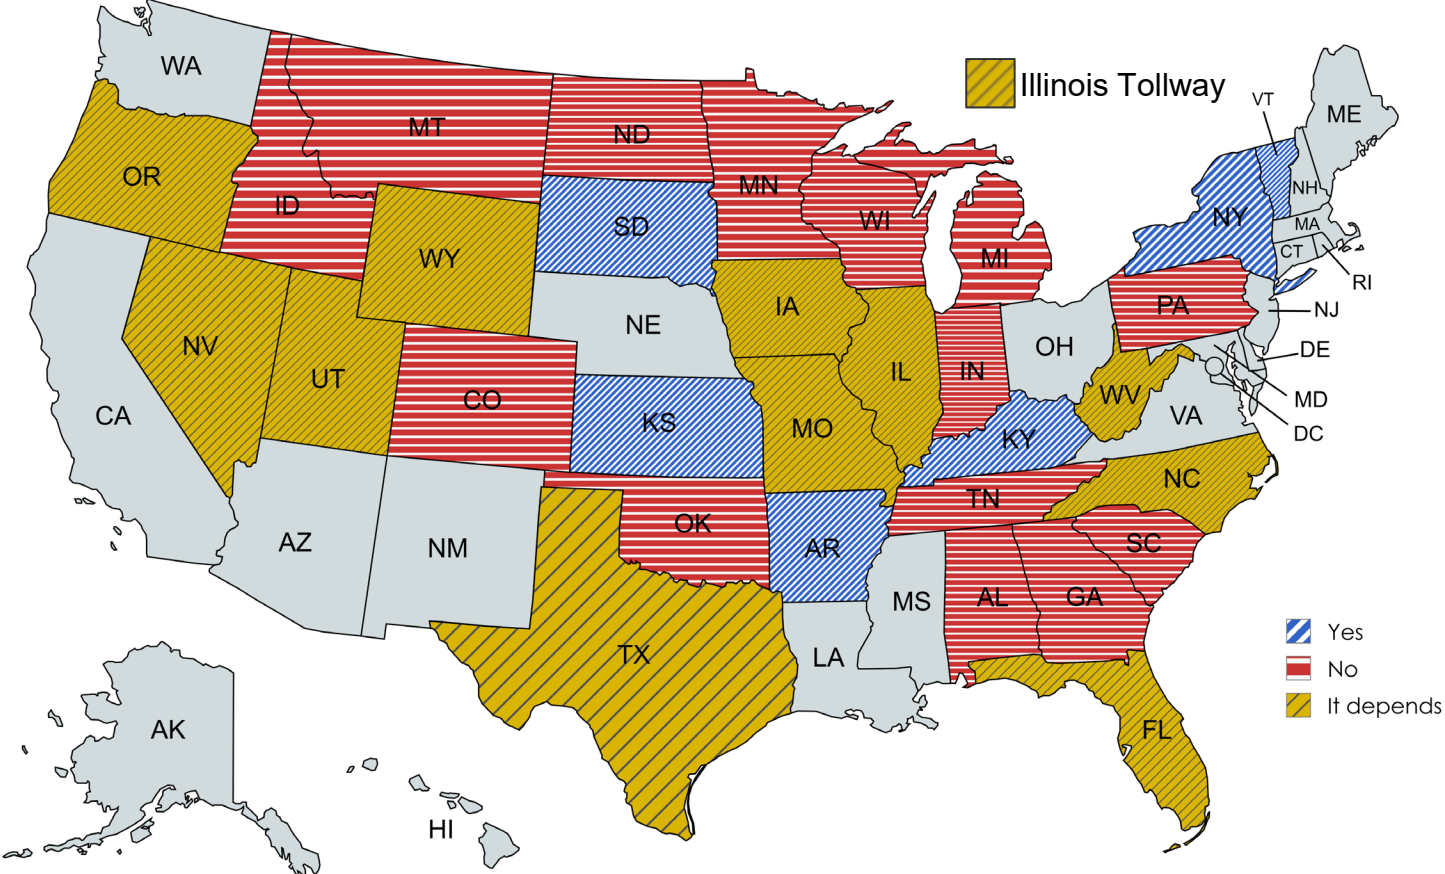 WA
Illinois Tollway
VT
ME
MT
ND
OR
MN
ID
NH
SD
WI
NY
MA
WY
MI
CT
RI
IA
PA
NE
NJ
NV
OH
DE
UT
IL
IN
WV
CO
MD
CA
KS
MO
KY
VA
DC
NC
TN
OK
AZ
NM
AR
SC
MS
AL
GA
Yes
TX
LA
No
It depends
AK
FL
HI